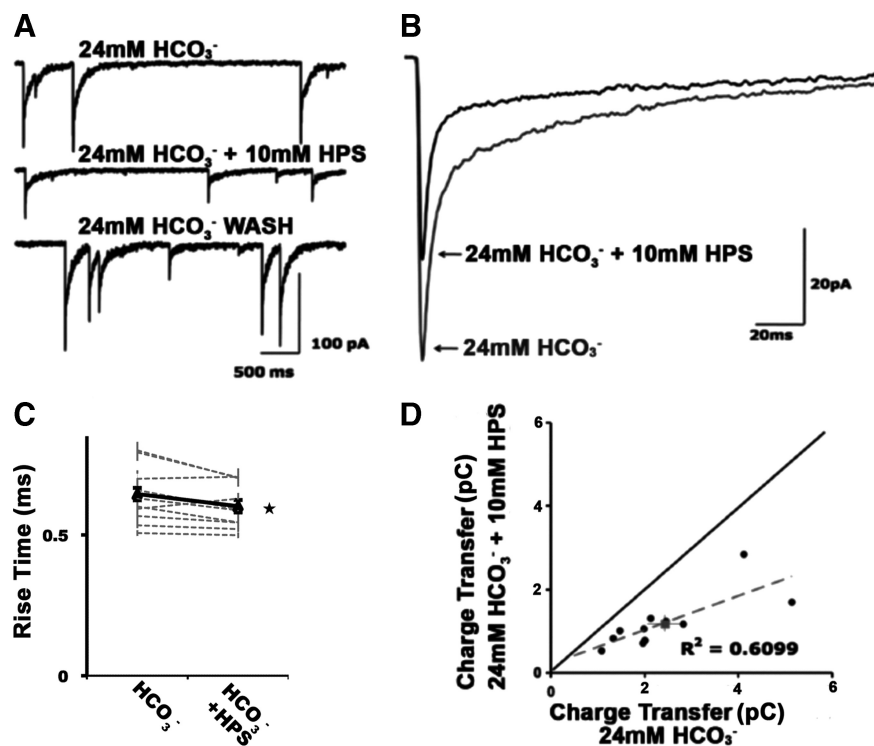 A
24mM HCO₃⁻
24mM HCO₃⁻ + 10mM HPS
24mM HCO₃⁻ WASH
100 pA
500 ms
B
24mM HCO₃⁻ + 10mM HPS
24mM HCO₃⁻
20pA
20ms
C
Rise Time (ms)
0.5
0
HCO₃⁻
HCO₃⁻
+HPS
★
D
Charge Transfer (pC)
24mM HCO₃⁻ + 10mM HPS
6
4
2
0
R² = 0.6099
0
2
4
6
Charge Transfer (pC)
24mM HCO₃⁻